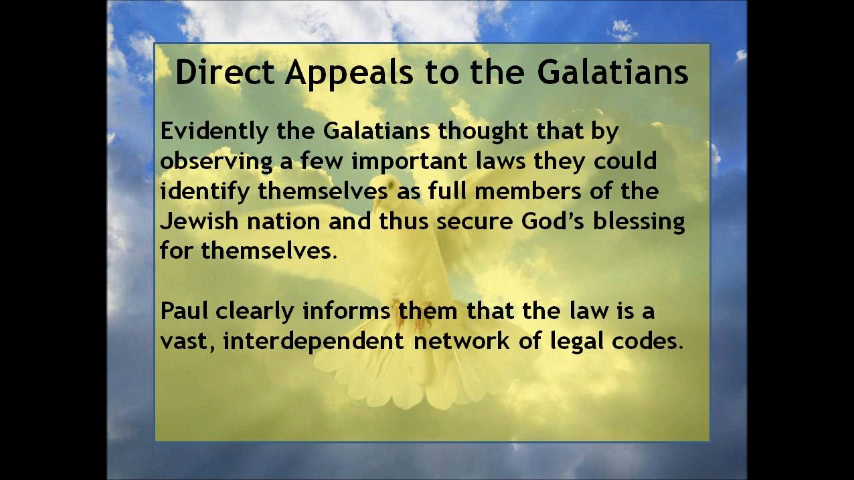 Direct Appeals to the Galatians
Evidently the Galatians thought that by
observing a few important laws they could
identify themselves as full members of the
Jewish nation and thus secure God's blessing
for themselves.
Paul clearly informs them that the law is a
vast, interdependent network of legal codes.